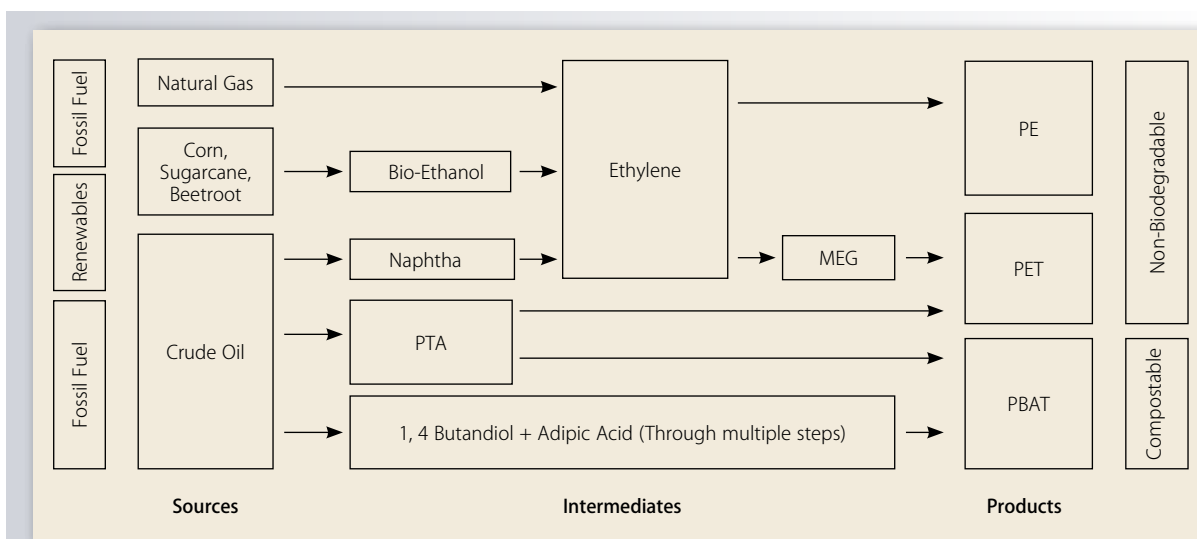 Fossil Fuel
Renewables
Fossil Fuel
Natural Gas
Corn,
Sugarcane,
Beetroot
Crude Oil
Bio-Ethanol
Naphtha
PTA
1, 4 Butandiol + Adipic Acid (Through multiple steps)
Ethylene
MEG
PE
PET
PBAT
Non-Biodegradable
Compostable
Sources
Intermediates
Products